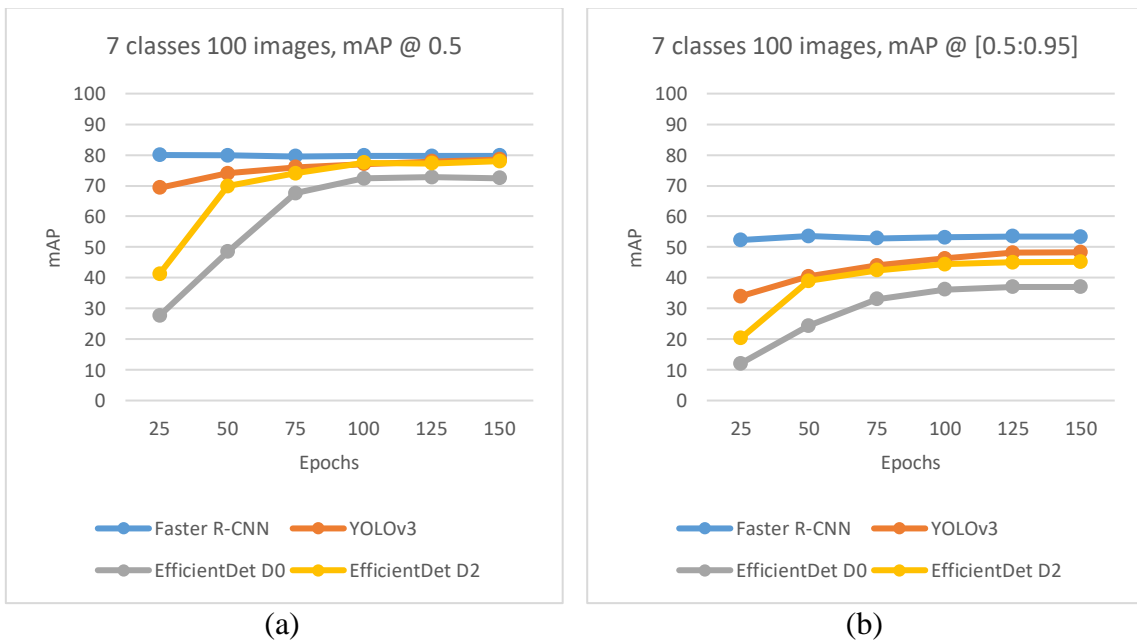 7 classes 100 images, mAP @ 0.5
100
90
80
70
60
50
40
30
20
10
0
mAP
25 50 75 100 125 150
Epochs
Faster R-CNN YOLOv3
EfficientDet D0 EfficientDet D2
(a)
7 classes 100 images, mAP @ [0.5:0.95]
100
90
80
70
60
50
40
30
20
10
0
mAP
25 50 75 100 125 150
Epochs
Faster R-CNN YOLOv3
EfficientDet D0 EfficientDet D2
(b)